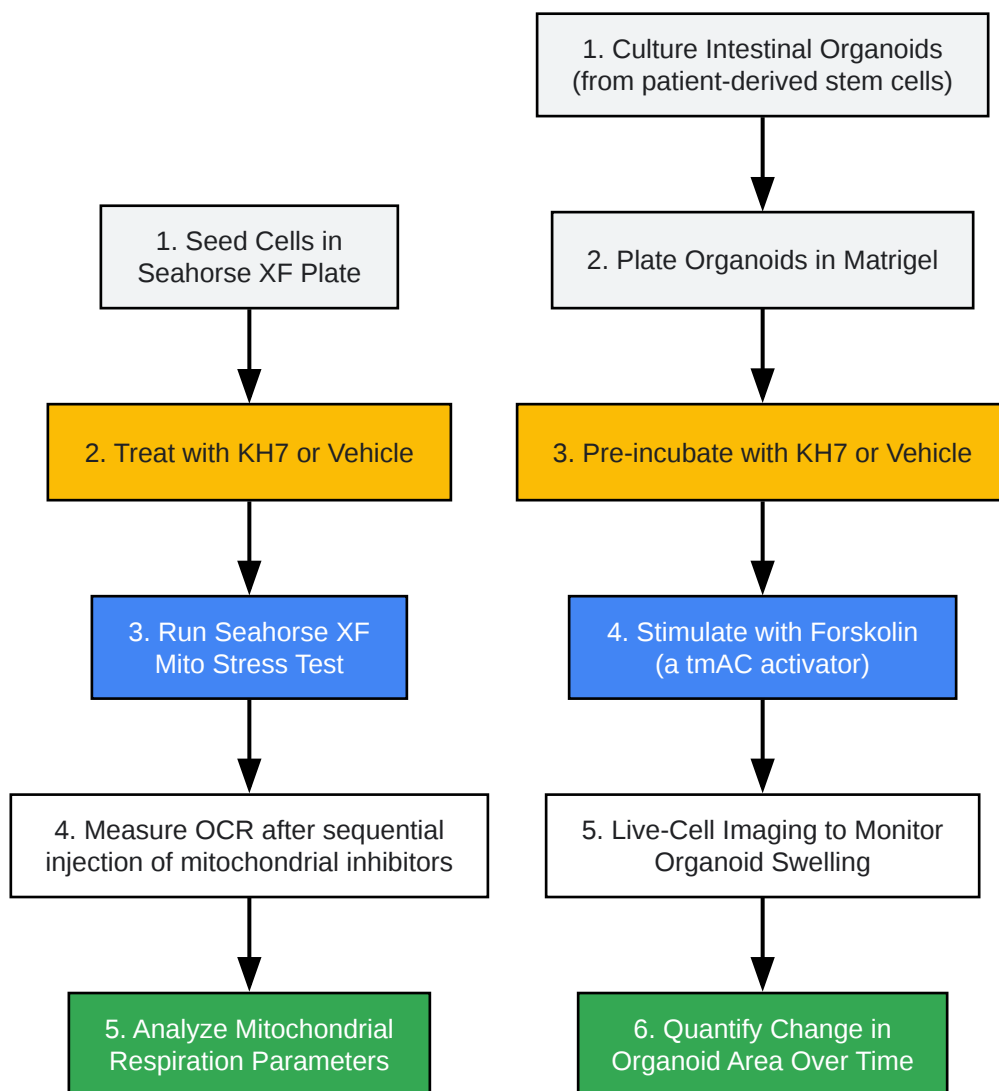 1. Seed Cells in
Seahorse XF Plate
2. Treat with KH7 or Vehicle
3. Run Seahorse XF
Mito Stress Test
4. Measure OCR after sequential
injection of mitochondrial inhibitors
5. Analyze Mitochondrial
Respiration Parameters
1. Culture Intestinal Organoids
(from patient-derived stem cells)
2. Plate Organoids in Matrigel
3. Pre-incubate with KH7 or Vehicle
4. Stimulate with Forskolin
(a tmAC activator)
5. Live-Cell Imaging to Monitor
Organoid Swelling
6. Quantify Change in
Organoid Area Over Time